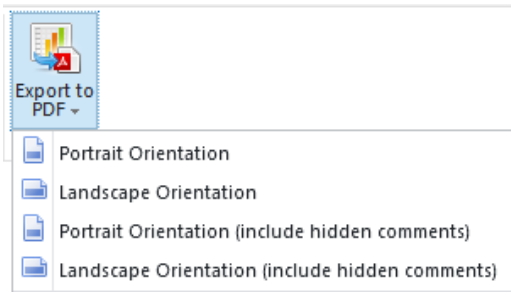 Export to
PDF
Portrait Orientation
Landscape Orientation
Portrait Orientation (include hidden comments)
Landscape Orientation (include hidden comments)